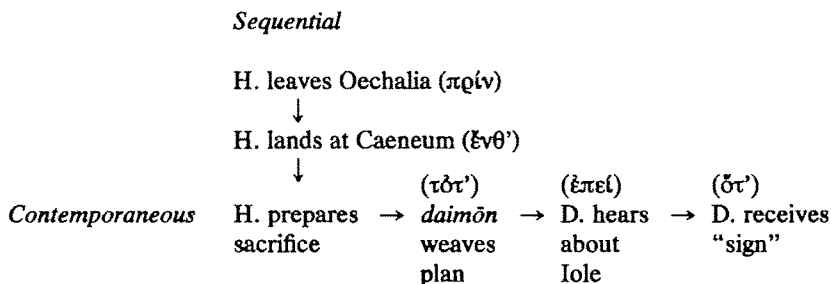 Sequential
H. leaves Oechalia (πρίν)
↓
H. lands at Caeneum (ἔνθ’)
↓
(τότ’) (ἐπεί) (ὅτ’)
Contemporaneous H. prepares → daimōn → D. hears → D. receives
sacrifice weaves about “sign”
plan Iole